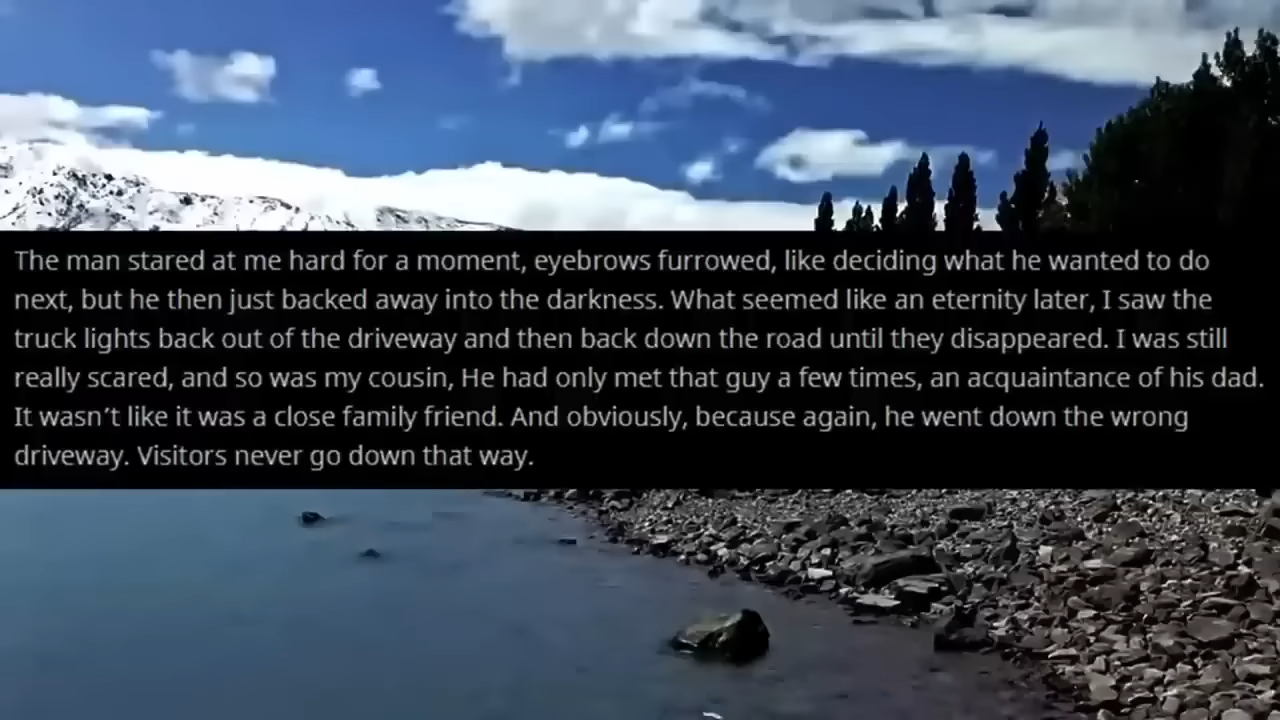 The man stared at me hard for a moment, eyebrows furrowed, like deciding what he wanted to do
next, but he then just backed away into the darkness. What seemed like an eternity later, I saw the
truck lights back out of the driveway and then back down the road until they disappeared. I was still
really scared, and so was my cousin, He had only met that guy a few times, an acquaintance of his dad.
It wasn’t like it was a close family friend. And obviously, because again, he went down the wrong
driveway. Visitors never go down that way.